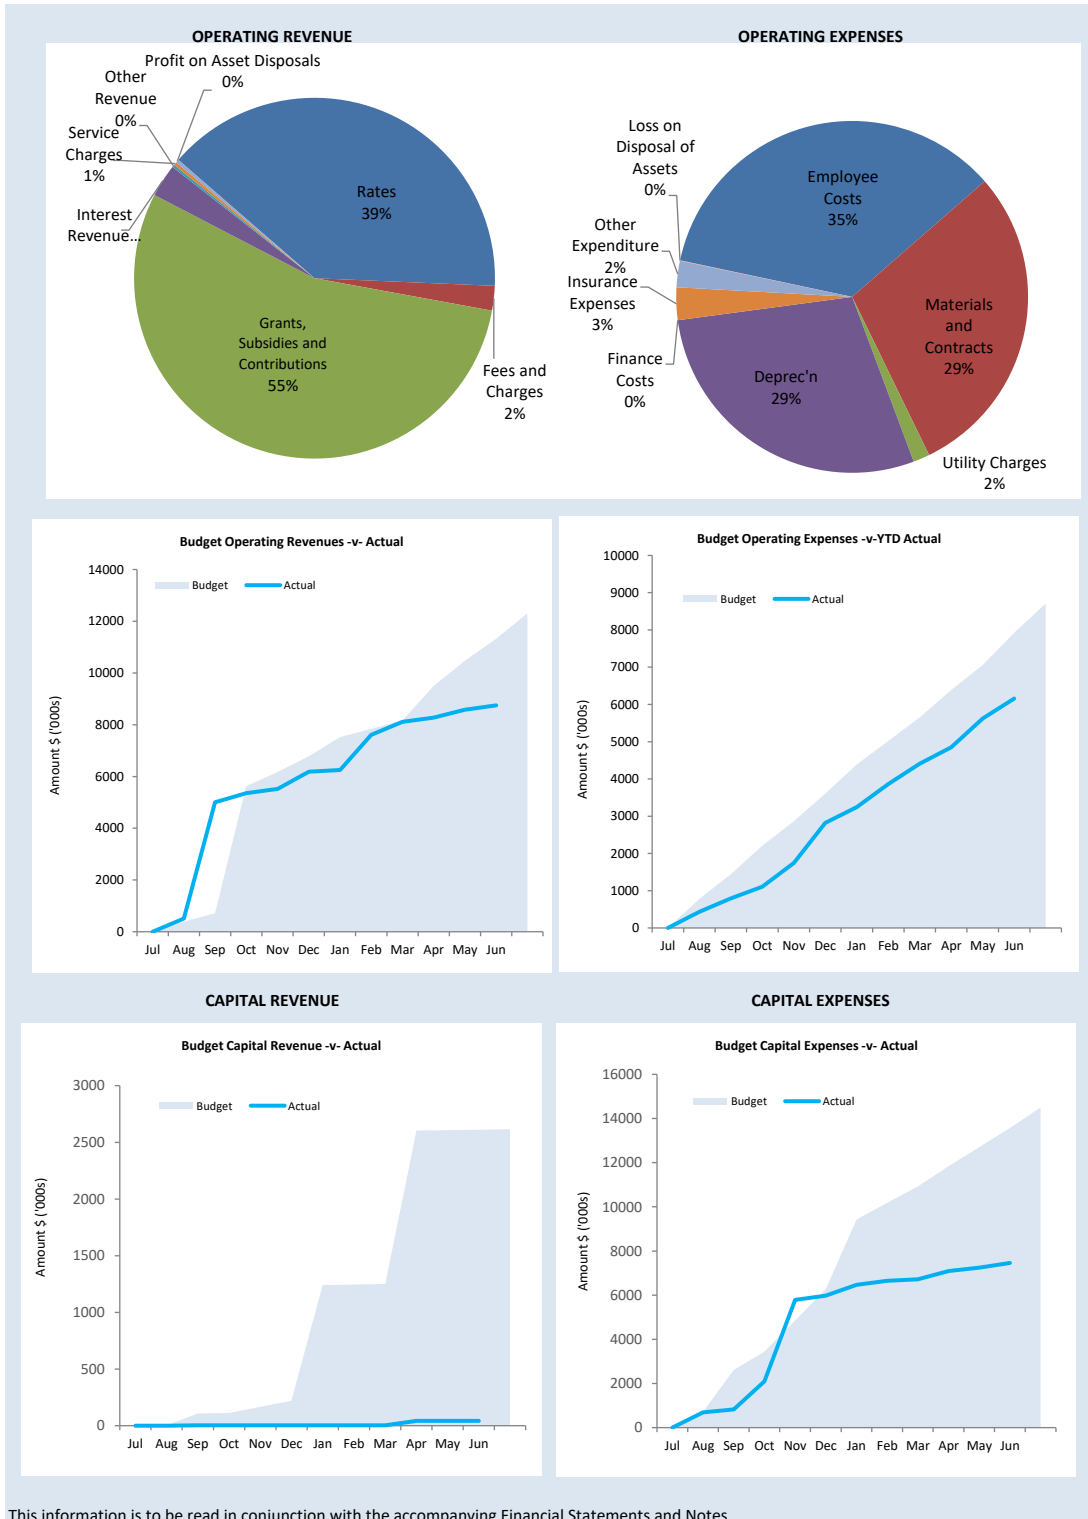 OPERATING REVENUE
OPERATING EXPENSES
Profit on Asset Disposals
0%
Other
Revenue
0%
Service
Charges
1%
Interest
Revenue...
Rates
39%
Grants,
Subsidies and
Contributions
55%
Fees and
Charges
2%
Loss on
Disposal of
Assets
0%
Other
Expenditure
2%
Insurance
Expenses
3%
Finance
Costs
0%
Employee
Costs
35%
Materials
and
Contracts
29%
Deprec'n
29%
Utility Charges
2%
Budget Operating Revenues -v- Actual
Budget Actual
Amount $ ('000s)
14000
12000
10000
8000
6000
4000
2000
0
Jul Aug Sep Oct Nov Dec Jan Feb Mar Apr May Jun
Budget Operating Expenses -v-YTD Actual
Budget Actual
Amount $ ('000s)
10000
9000
8000
7000
6000
5000
4000
3000
2000
1000
0
Jul Aug Sep Oct Nov Dec Jan Feb Mar Apr May Jun
CAPITAL REVENUE
CAPITAL EXPENSES
Budget Capital Revenue -v- Actual
Budget Actual
Amount $ ('000s)
3000
2500
2000
1500
1000
500
0
Jul Aug Sep Oct Nov Dec Jan Feb Mar Apr May Jun
Budget Capital Expenses -v- Actual
Budget Actual
Amount $ ('000s)
16000
14000
12000
10000
8000
6000
4000
2000
0
Jul Aug Sep Oct Nov Dec Jan Feb Mar Apr May Jun
This information is to be read in conjunction with the accompanying Financial Statements and Notes